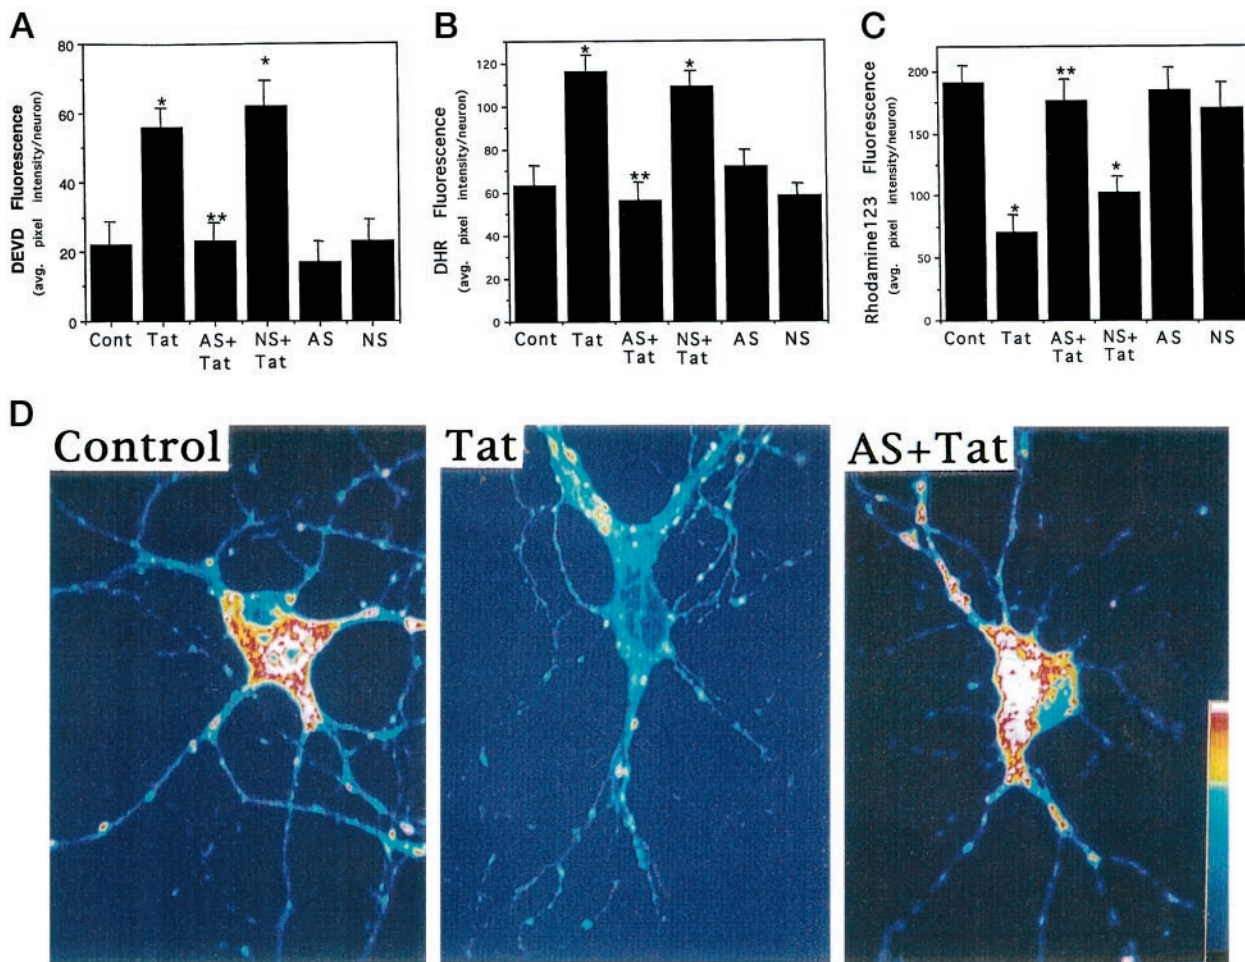 A
DEVD Fluorescence
(avg. pixel intensity/neuron)
80
60
40
20
0
*
**
*
Cont Tat AS+ NS+ AS NS
Tat Tat
B
DHR Fluorescence
(avg. pixel intensity/neuron)
120
100
80
60
40
20
0
*
**
*
Cont Tat AS+ NS+ AS NS
Tat Tat
C
Rhodamine123 Fluorescence
(avg. pixel intensity/neuron)
200
150
100
50
0
*
**
*
Cont Tat AS+ NS+ AS NS
Tat Tat
D
Control
Tat
AS+Tat